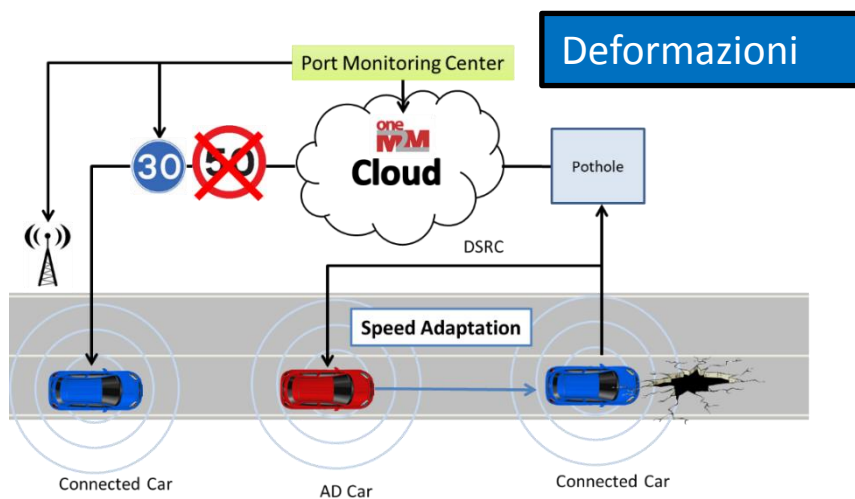 Deformazioni
Port Monitoring Center
one
M2M
Cloud
30
50
Pothole
DSRC
Speed Adaptation
Connected Car
AD Car
Connected Car